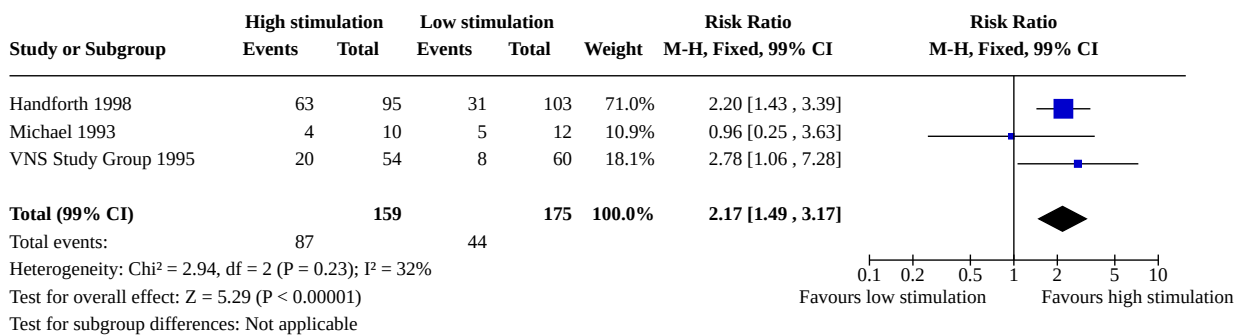 High stimulation Low stimulation Risk Ratio Risk Ratio
Study or Subgroup Events Total Events Total Weight M-H, Fixed, 99% CI M-H, Fixed, 99% CI
Handforth 1998 63 95 31 103 71.0% 2.20 [1.43 , 3.39]
Michael 1993 4 10 5 12 10.9% 0.96 [0.25 , 3.63]
VNS Study Group 1995 20 54 8 60 18.1% 2.78 [1.06 , 7.28]
Total (99% CI) 159 175 100.0% 2.17 [1.49 , 3.17]
Total events: 87 44
Heterogeneity: Chi² = 2.94, df = 2 (P = 0.23); I² = 32%
0.1 0.2 0.5 1 2 5 10
Test for overall effect: Z = 5.29 (P < 0.00001) Favours low stimulation Favours high stimulation
Test for subgroup differences: Not applicable